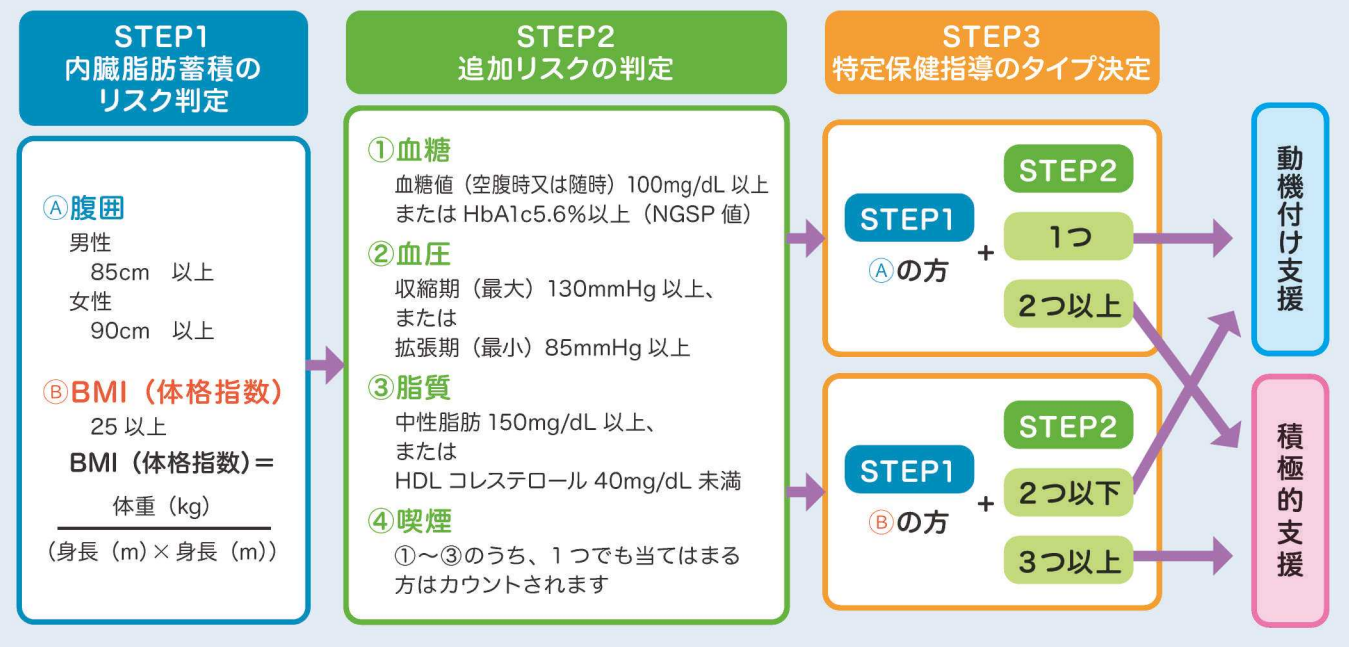 STEP1
内臓脂肪蓄積の
リスク判定
Ⓐ腹囲
男性
85cm 以上
女性
90cm 以上
ⒷBMI（体格指数）
25 以上
BMI（体格指数）＝
体重（kg）
（身長（m）× 身長（m））
STEP2
追加リスクの判定
①血糖
血糖値（空腹時又は随時）100mg/dL 以上
または HbA1c5.6％以上（NGSP 値）
②血圧
収縮期（最大）130mmHg 以上、
または
拡張期（最小）85mmHg 以上
③脂質
中性脂肪 150mg/dL 以上、
または
HDL コレステロール 40mg/dL 未満
④喫煙
①～③のうち、1 つでも当てはまる
方はカウントされます
STEP3
特定保健指導のタイプ決定
STEP1
Ⓐの方
+
STEP2
1つ
2つ以上
STEP1
Ⓑの方
+
STEP2
2つ以下
3つ以上
動機付け支援
積極的支援